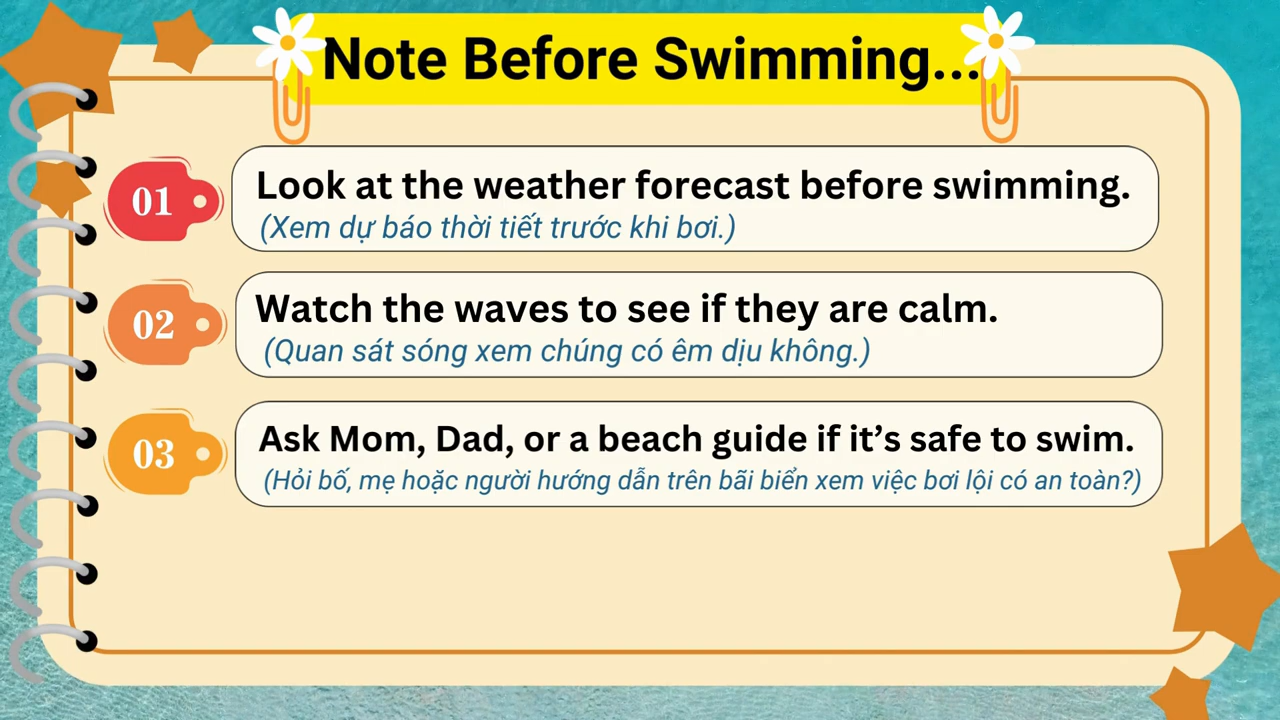 Note Before Swimming...
01
Look at the weather forecast before swimming.
(Xem dự báo thời tiết trước khi bơi.)
02
Watch the waves to see if they are calm.
(Quan sát sóng xem chúng có êm dịu không.)
03
Ask Mom, Dad, or a beach guide if it’s safe to swim.
(Hỏi bố, mẹ hoặc người hướng dẫn trên bãi biển xem việc bơi lội có an toàn?)